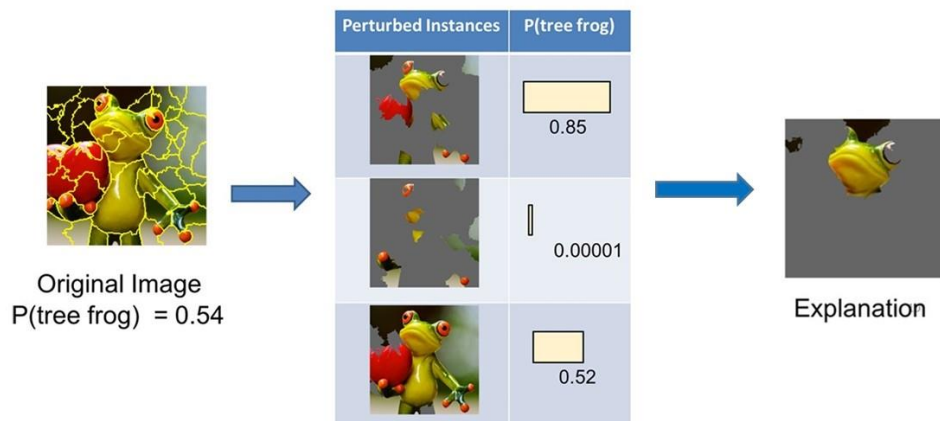 Perturbed Instances
P(tree frog)
0.85
0.00001
0.52
Original Image
P(tree frog) = 0.54
Explanation